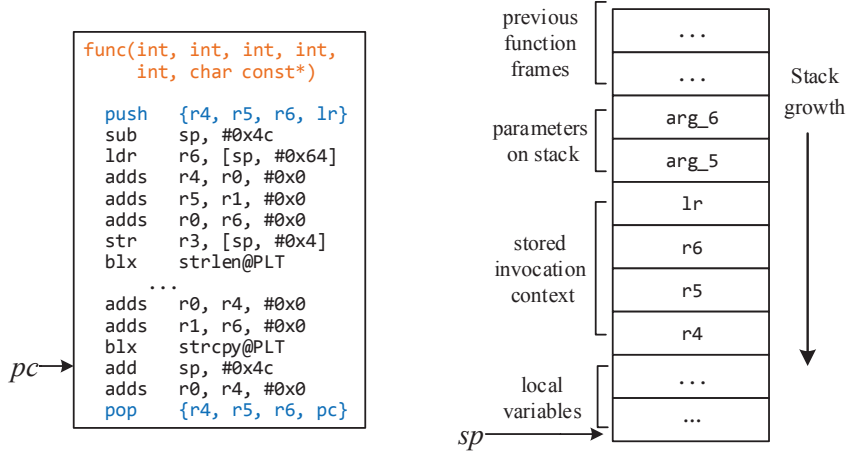 func(int, int, int, int,
int, char const*)
push {r4, r5, r6, lr}
sub sp, #0x4c
ldr r6, [sp, #0x64]
adds r4, r0, #0x0
adds r5, r1, #0x0
adds r0, r6, #0x0
str r3, [sp, #0x4]
blx strlen@PLT
...
adds r0, r4, #0x0
adds r1, r6, #0x0
blx strcpy@PLT
add sp, #0x4c
adds r0, r4, #0x0
pop {r4, r5, r6, pc}
pc
previous
function
frames
parameters
on stack
stored
invocation
context
local
variables
sp
...
...
arg_6
arg_5
lr
r6
r5
r4
...
...
Stack
growth